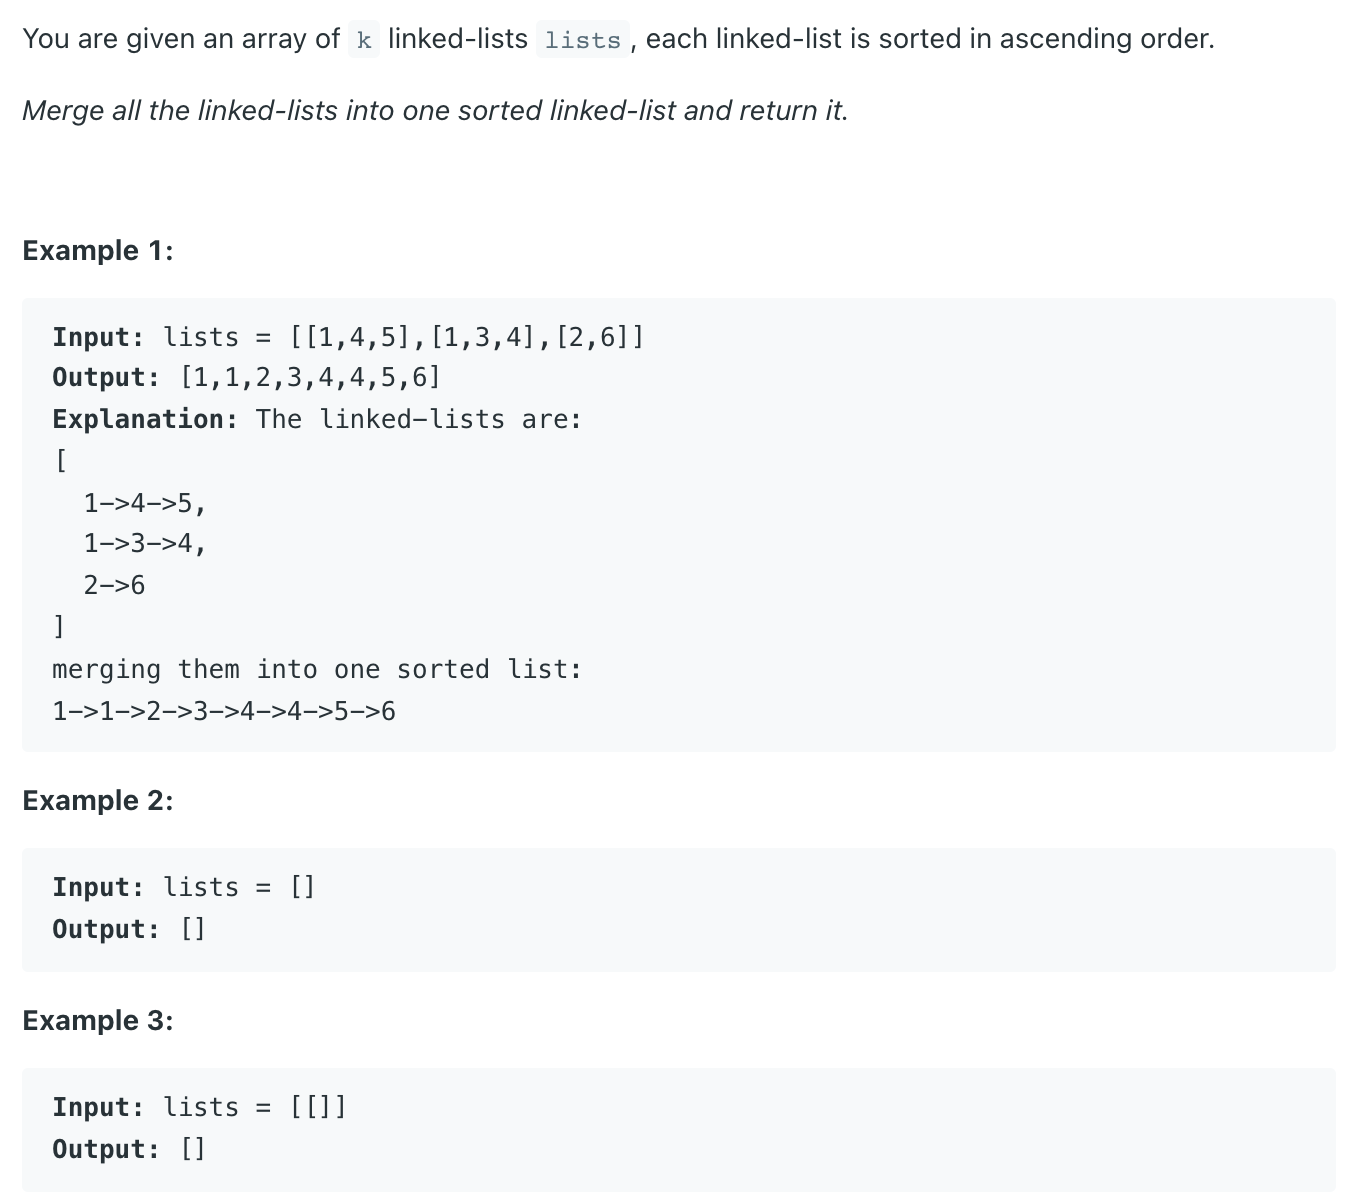 You are given an array of k linked-lists lists, each linked-list is sorted in ascending order.
Merge all the linked-lists into one sorted linked-list and return it.
Example 1:
Input: lists = [[1,4,5],[1,3,4],[2,6]]
Output: [1,1,2,3,4,4,5,6]
Explanation: The linked-lists are:
[
  1->4->5,
  1->3->4,
  2->6
]
merging them into one sorted list:
1->1->2->3->4->4->5->6
Example 2:
Input: lists = []
Output: []
Example 3:
Input: lists = [[]]
Output: []